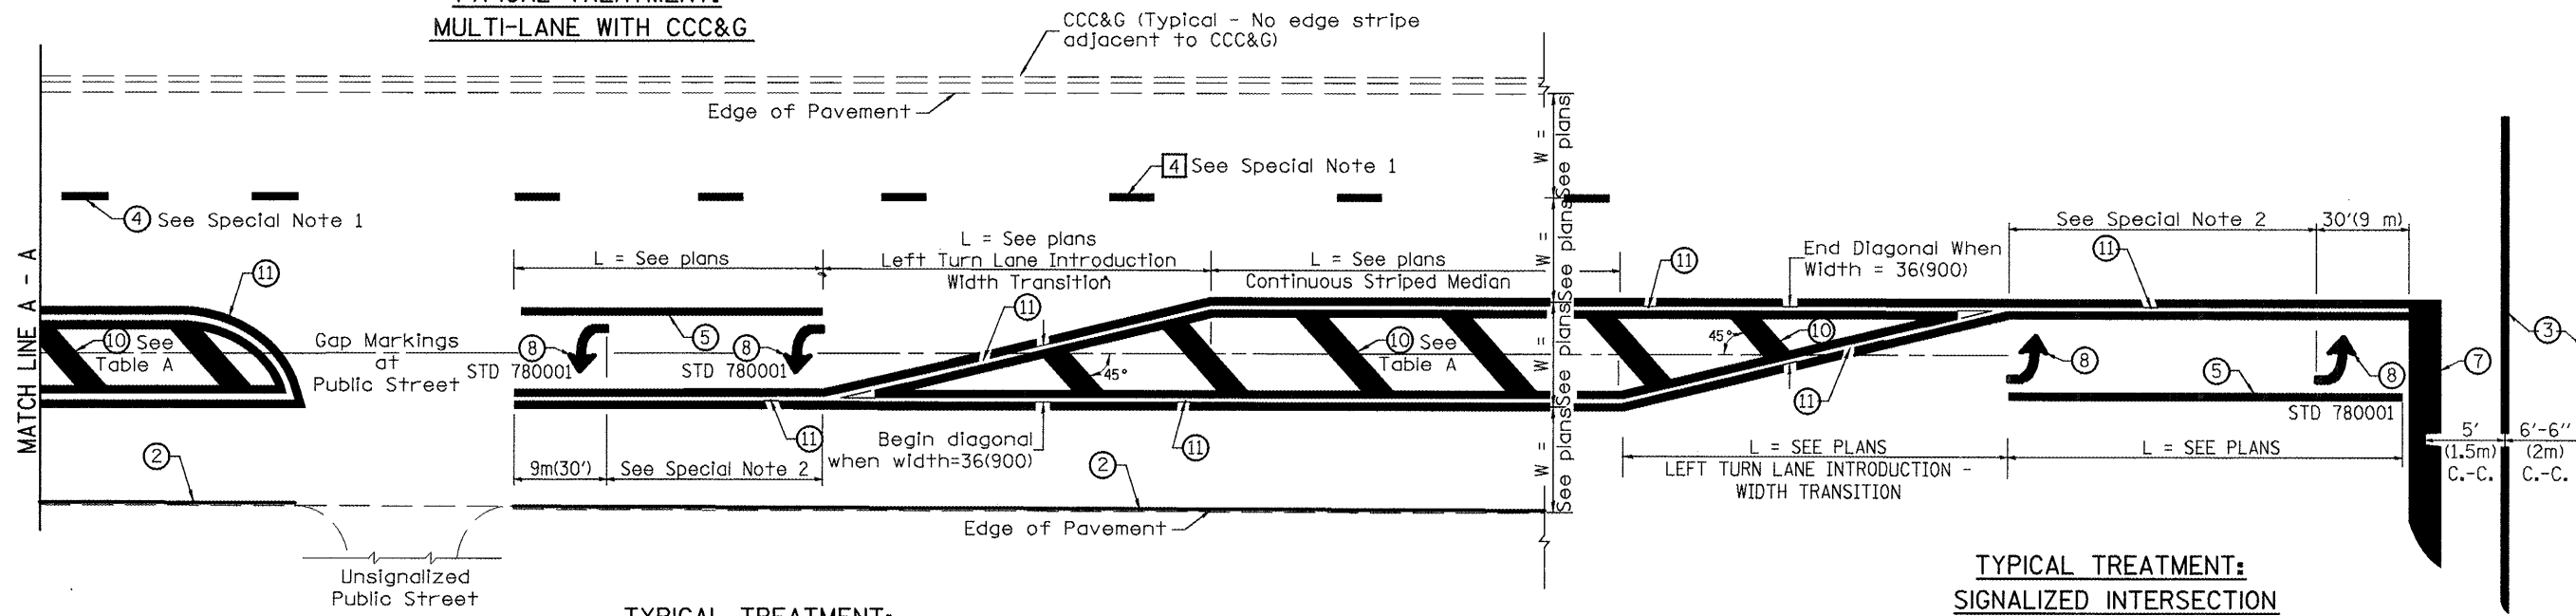 MULTI-LANE WITH CCC&G
CCC&G (Typical - No edge stripe
adjacent to CCC&G)
Edge of Pavement
4 See Special Note 1
4 See Special Note 1
W =
See plans
W =
See plans
W =
See plans
W =
See plans
MATCH LINE A - A
11
10 See
Table A
Gap Markings
at
Public Street
L = See plans
L = See plans
Left Turn Lane Introduction
Width Transition
L = See plans
Continuous Striped Median
11
End Diagonal When
Width = 36(900)
See Special Note 2
30'(9 m)
11
11
5
8
STD 780001
8
STD 780001
45°
10 See
Table A
45°
10
8
8
5
STD 780001
7
3
11
11
11
Begin diagonal
when width=36(900)
9m(30')
See Special Note 2
2
2
Edge of Pavement
L = SEE PLANS
LEFT TURN LANE INTRODUCTION -
WIDTH TRANSITION
L = SEE PLANS
5'
(1.5m)
C.-C.
6'-6"
(2m)
C.-C.
Unsignalized
Public Street
TYPICAL TREATMENT:
TYPICAL TREATMENT:
SIGNALIZED INTERSECTION